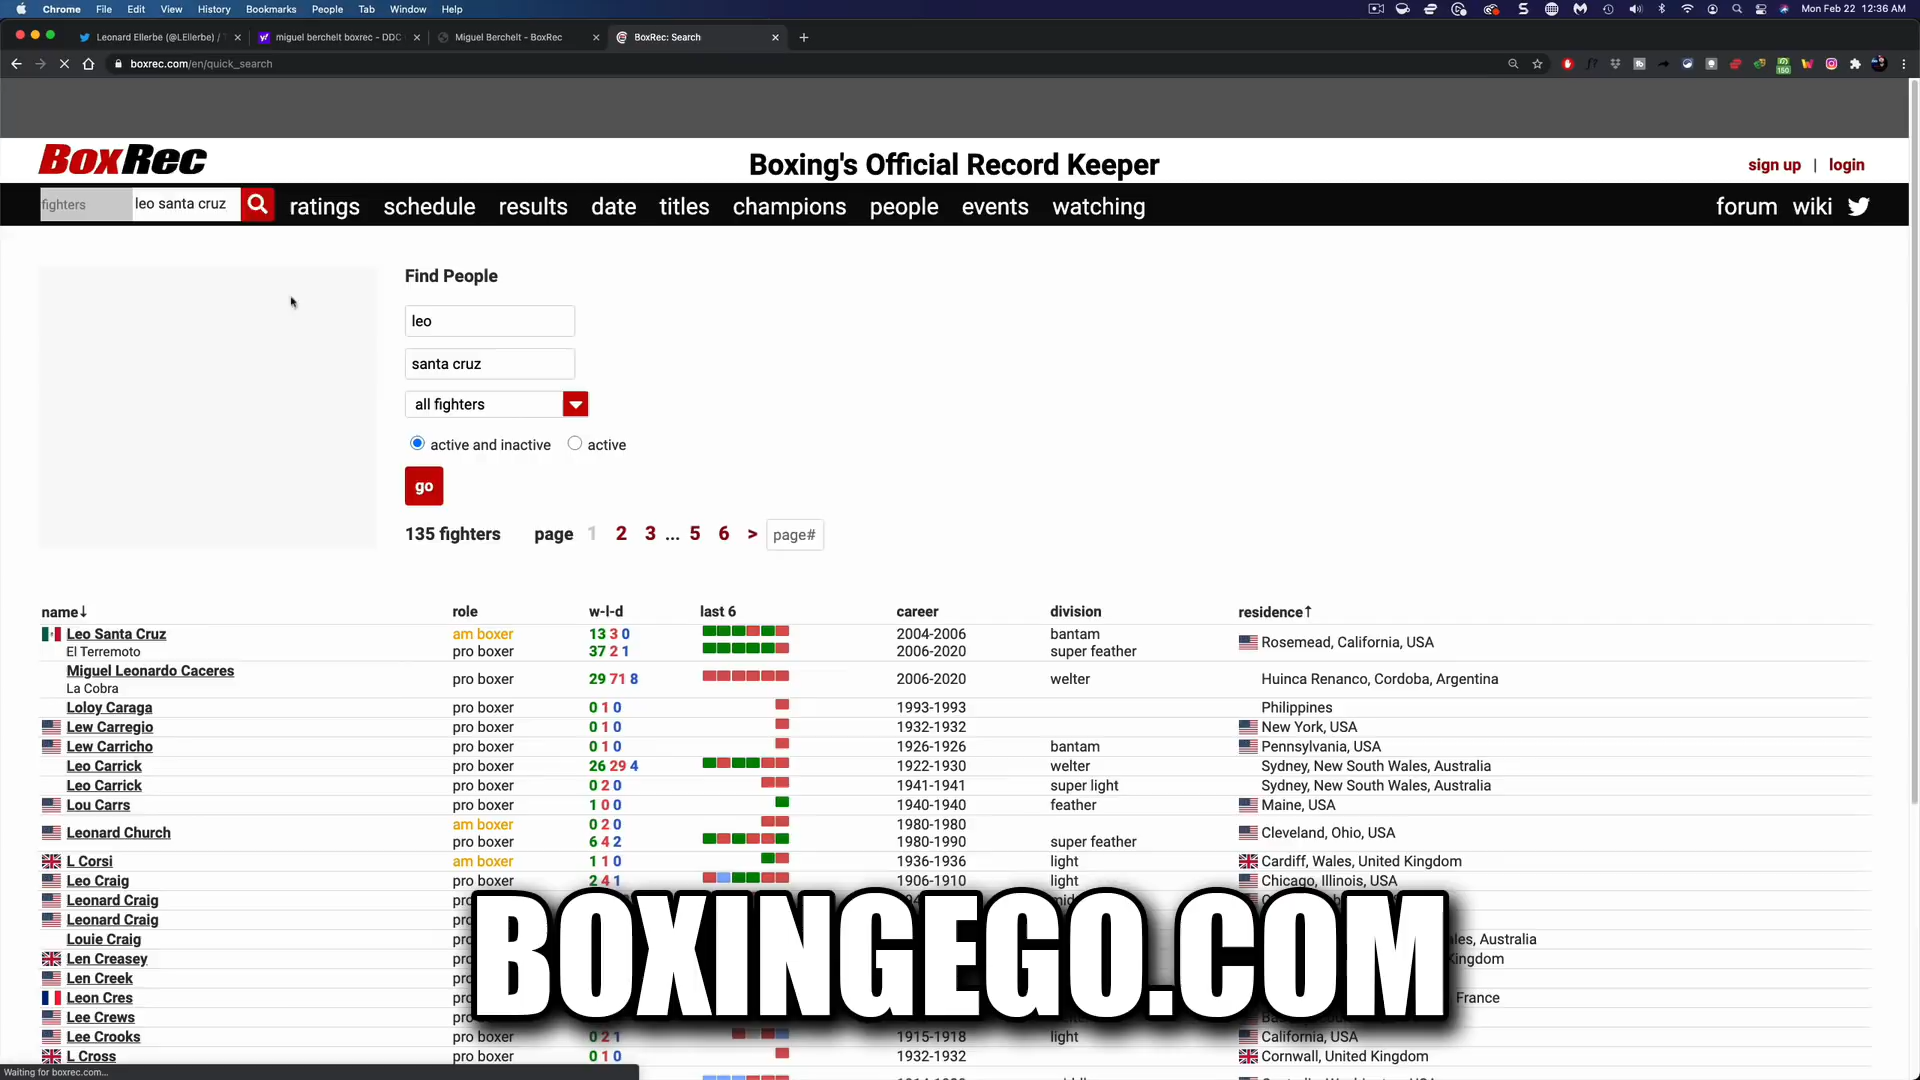 Chrome File Edit View History Bookmarks People Tab Window Help Mon Feb 22 12:36 AM
Leonard Ellerbe (@LEllerbe) / miguel berchelt boxrec - DDC Miguel Berchelt - BoxRec BoxRec: Search
boxrec.com/en/quick_search 150
BoxRec Boxing's Official Record Keeper sign up | login
fighters leo santa cruz ratings schedule results date titles champions people events watching forum wiki
Find People
leo
santa cruz
all fighters
active and inactive active
go
135 fighters page 1 2 3 ... 5 6 > page#
name↓ role w-l-d last 6 career division residence↑
Leo Santa Cruz am boxer 13 3 0 2004-2006 bantam Rosemead, California, USA
El Terremoto pro boxer 37 2 1 2006-2020 super feather
Miguel Leonardo Caceres pro boxer 29 71 8 2006-2020 welter Huinca Renanco, Cordoba, Argentina
La Cobra
Loloy Caraga pro boxer 0 1 0 1993-1993 Philippines
Lew Carregio pro boxer 0 1 0 1932-1932 New York, USA
Lew Carricho pro boxer 0 1 0 1926-1926 bantam Pennsylvania, USA
Leo Carrick pro boxer 26 29 4 1922-1930 welter Sydney, New South Wales, Australia
Leo Carrick pro boxer 0 2 0 1941-1941 super light Sydney, New South Wales, Australia
Lou Carrs pro boxer 1 0 0 1940-1940 feather Maine, USA
Leonard Church am boxer 0 2 0 1980-1980 Cleveland, Ohio, USA
pro boxer 6 4 2 1980-1990 super feather
L Corsi am boxer 1 1 0 1936-1936 light Cardiff, Wales, United Kingdom
Leo Craig pro boxer 2 4 1 1906-1910 light Chicago, Illinois, USA
Leonard Craig
Leonard Craig
Louie Craig Australia
Len Creasey Kingdom
Len Creek
Leon Cres France
Lee Crews
Lee Crooks 0 2 1 1915-1918 light California, USA
L Cross pro boxer 0 1 0 1932-1932 Cornwall, United Kingdom
BOXINGEGO.COM
Waiting for boxrec.com...